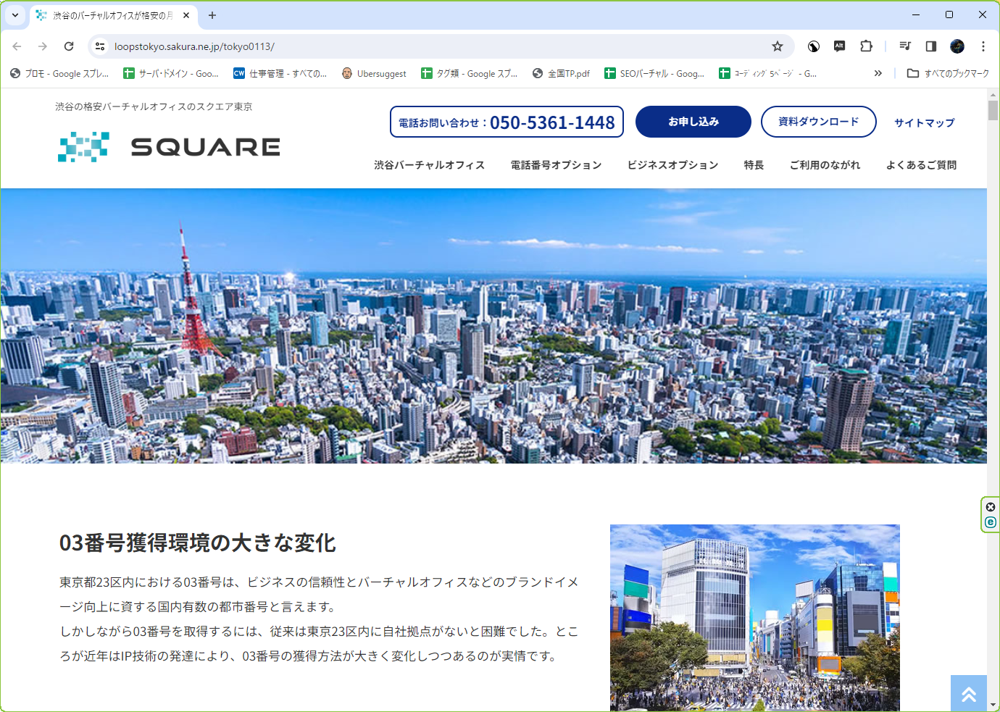 渋谷のバーチャルオフィスが格安の月
loopstokyo.sakura.ne.jp/tokyo0113/
プロモ - Google スプレ...
サーバ・ドメイン - Goo...
CW 仕事管理 - すべての...
Ubersuggest
タグ類 - Google スプ...
全国TP.pdf
SEOバーチャル - Goog...
ｺｰﾃﾞｨﾝｸﾞ 5ﾍﾟｰｼﾞ - G...
すべてのブックマーク
渋谷の格安バーチャルオフィスのスクエア東京
SQUARE
電話お問い合わせ：050-5361-1448
お申し込み
資料ダウンロード
サイトマップ
渋谷バーチャルオフィス
電話番号オプション
ビジネスオプション
特長
ご利用のながれ
よくあるご質問
03番号獲得環境の大きな変化
東京都23区内における03番号は、ビジネスの信頼性とバーチャルオフィスなどのブランドイメ
ージ向上に資する国内有数の都市番号と言えます。
しかしながら03番号を取得するには、従来は東京23区内に自社拠点がないと困難でした。とこ
ろが近年はIP技術の発達により、03番号の獲得方法が大きく変化しつつあるのが実情です。